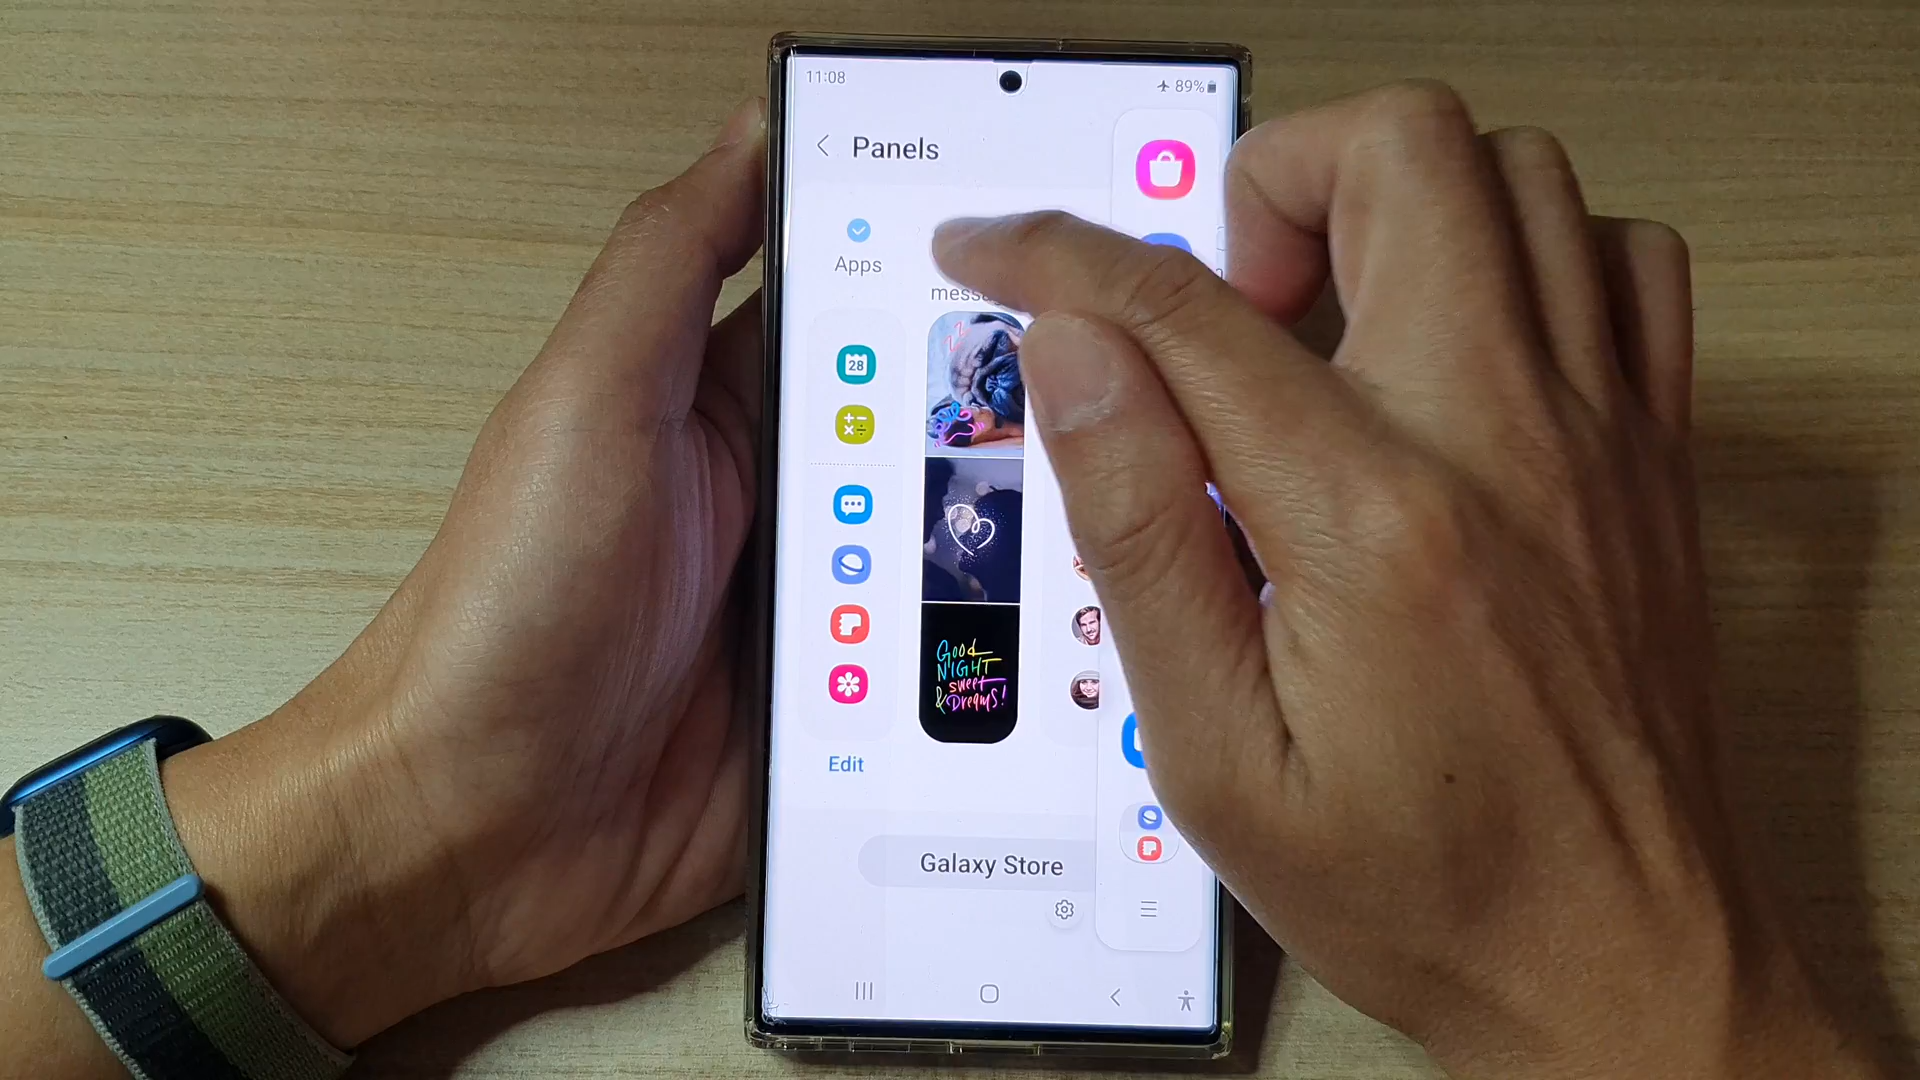 11:08
89%
Panels
Apps
28
GOOd
NIGHT
sweet
& Dreams!
Edit
Galaxy Store